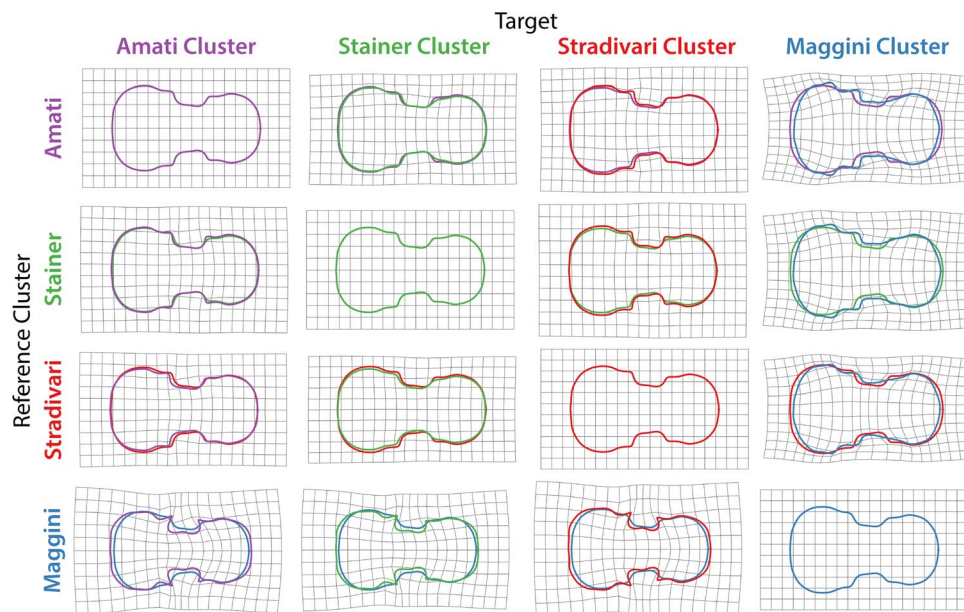 Target
Amati Cluster Stainer Cluster Stradivari Cluster Maggini Cluster
Reference Cluster
Amati
Stainer
Stradivari
Maggini